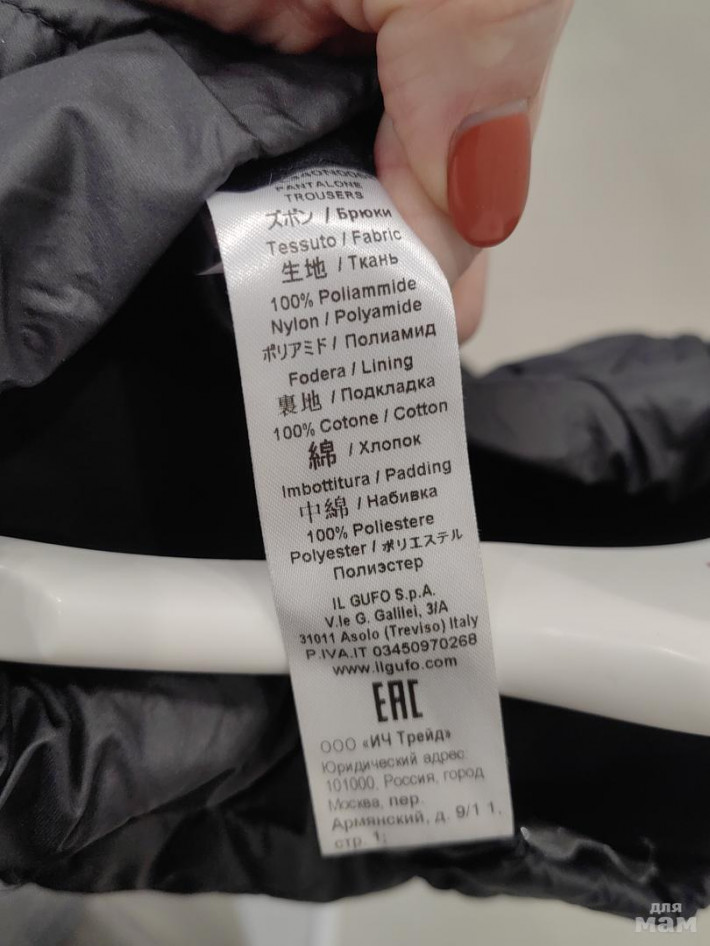 PANTALONE
TROUSERS
ズボン / Брюки
Tessuto / Fabric
生地 / Ткань
100% Poliammide
Nylon / Polyamide
ポリアミド / Полиамид
Fodera / Lining
裏地 / Подкладка
100% Cotone / Cotton
綿 / Хлопок
Imbottitura / Padding
中綿 / Набивка
100% Poliestere
Polyester / ポリエステル
Полиэстер
IL GUFO S.p.A.
V.le G. Galilei, 3/A
31011 Asolo (Treviso) Italy
P.IVA.IT 03450970268
www.ilgufo.com
EAC
ООО «ИЧ Трейд»
Юридический адрес:
101000, Россия, город
Москва, пер.
Армянский, д. 9/1 1,
стр. 1;
для
мам